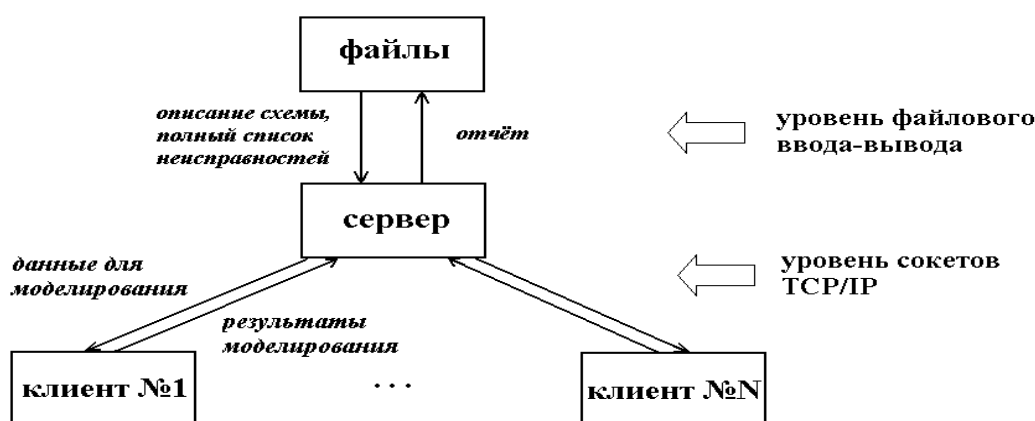 файлы
описание схемы,
полный список
неисправностей
отчёт
уровень файлового
ввода-вывода
сервер
данные для
моделирования
уровень сокетов
TCP/IP
результаты
моделирования
клиент №1
. . .
клиент №N